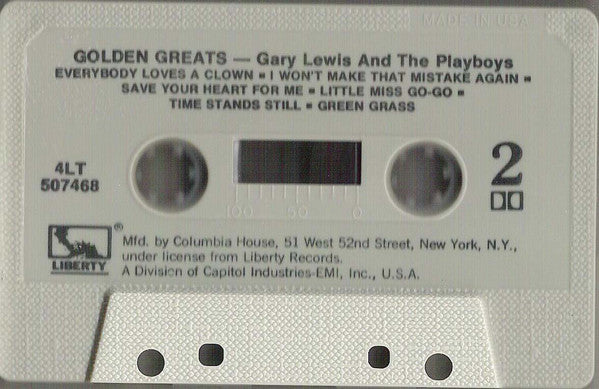 MADE IN USA
GOLDEN GREATS — Gary Lewis And The Playboys
EVERYBODY LOVES A CLOWN ▪ I WON'T MAKE THAT MISTAKE AGAIN ▪
SAVE YOUR HEART FOR ME ▪ LITTLE MISS GO-GO ▪
TIME STANDS STILL ▪ GREEN GRASS
4LT
507468
2
100 50 0
LIBERTY ®
Mfd. by Columbia House, 51 West 52nd Street, New York, N.Y.,
under license from Liberty Records.
A Division of Capitol Industries-EMI, Inc., U.S.A.